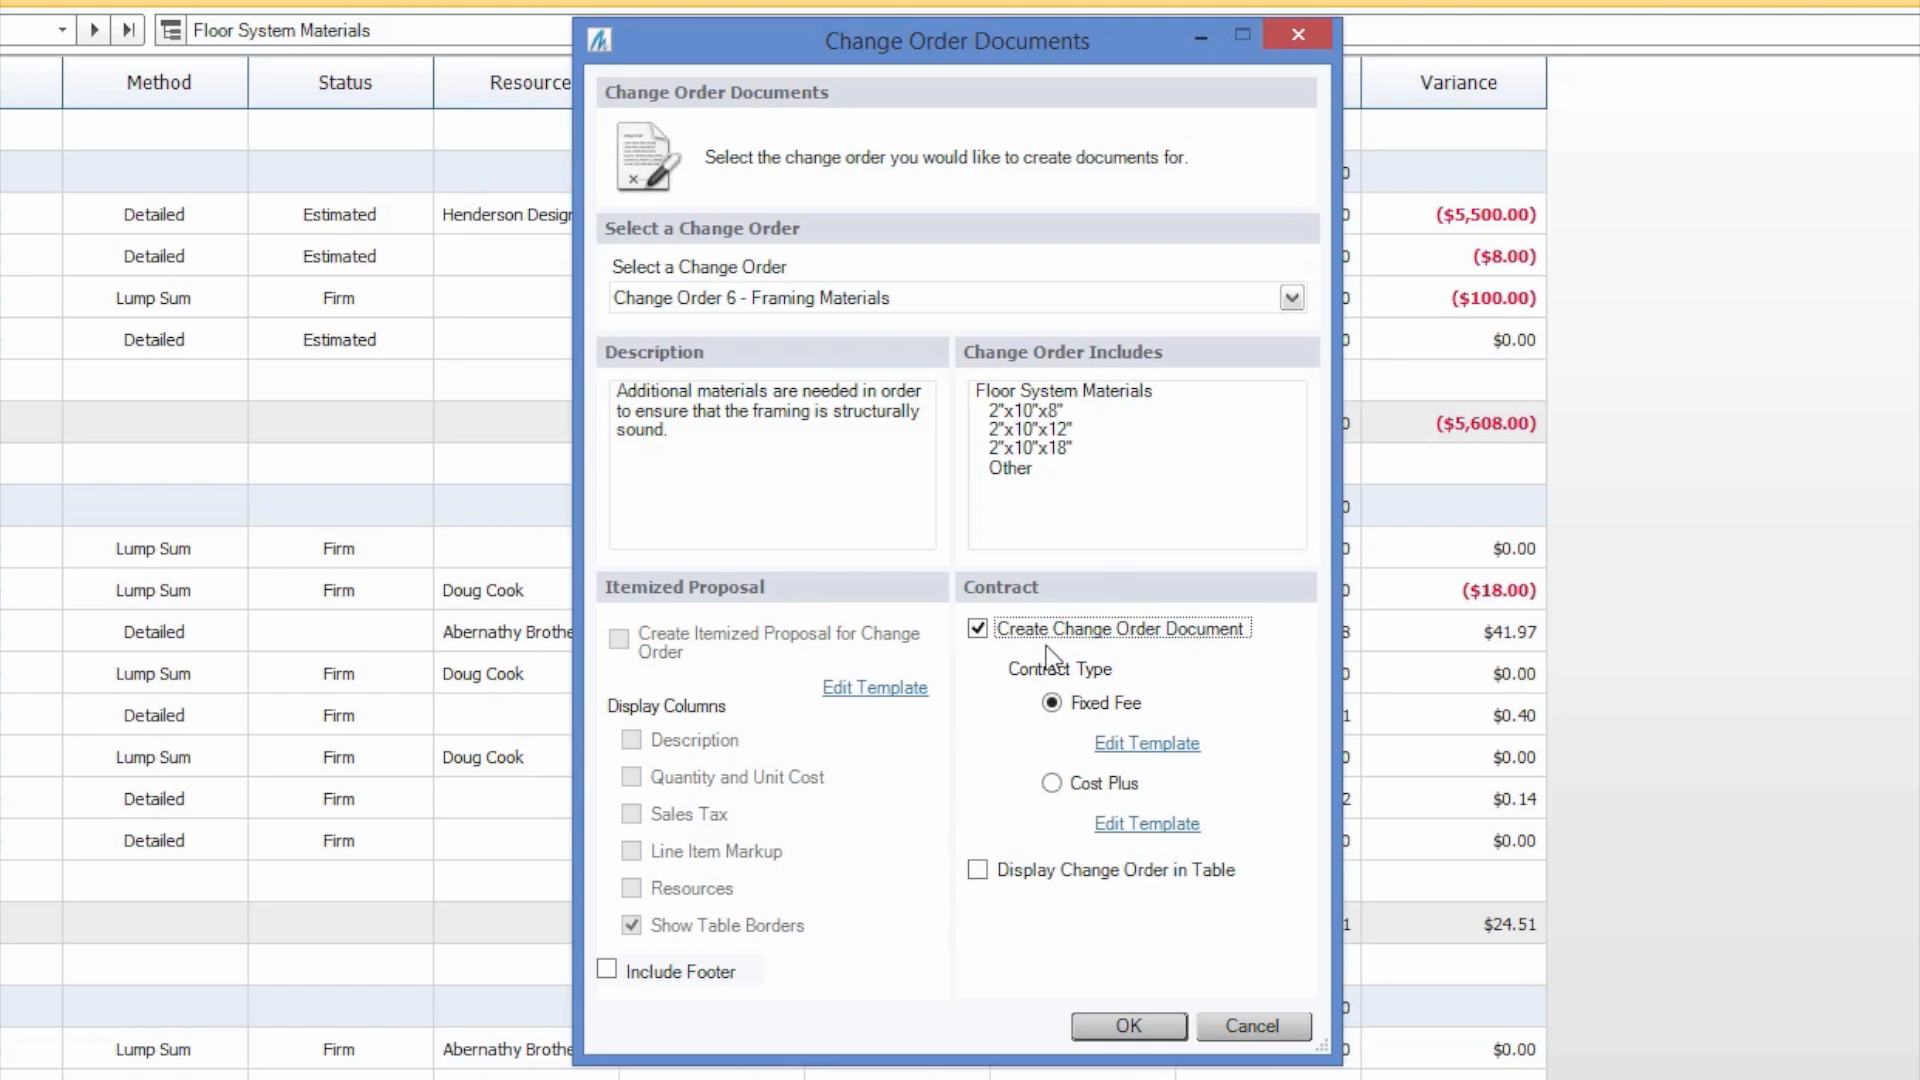 Floor System Materials
Change Order Documents
Method Status Resource Variance
Change Order Documents
Select the change order you would like to create documents for.
Select a Change Order
Select a Change Order
Change Order 6 - Framing Materials
Description
Additional materials are needed in order
to ensure that the framing is structurally
sound.
Change Order Includes
Floor System Materials
2"x10"x8"
2"x10"x12"
2"x10"x18"
Other
Itemized Proposal
Create Itemized Proposal for Change
Order
Edit Template
Display Columns
Description
Quantity and Unit Cost
Sales Tax
Line Item Markup
Resources
Show Table Borders
Include Footer
Contract
Create Change Order Document
Contract Type
Fixed Fee
Edit Template
Cost Plus
Edit Template
Display Change Order in Table
OK Cancel
Detailed Estimated Henderson Design ($5,500.00)
Detailed Estimated ($8.00)
Lump Sum Firm ($100.00)
Detailed Estimated $0.00
($5,608.00)
Lump Sum Firm $0.00
Lump Sum Firm Doug Cook ($18.00)
Detailed Abernathy Brothe $41.97
Lump Sum Firm Doug Cook $0.00
Detailed Firm $0.40
Lump Sum Firm Doug Cook $0.00
Detailed Firm $0.14
Detailed Firm $0.00
$24.51
Lump Sum Firm Abernathy Brothe $0.00